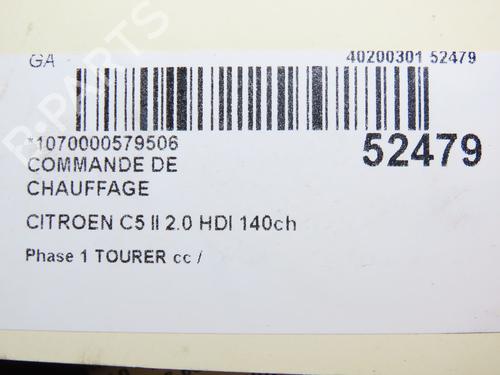 GA 40200301 52479
*1070000579506 52479
COMMANDE DE
CHAUFFAGE
CITROEN C5 II 2.0 HDI 140ch
Phase 1 TOURER cc /
B-PARTS